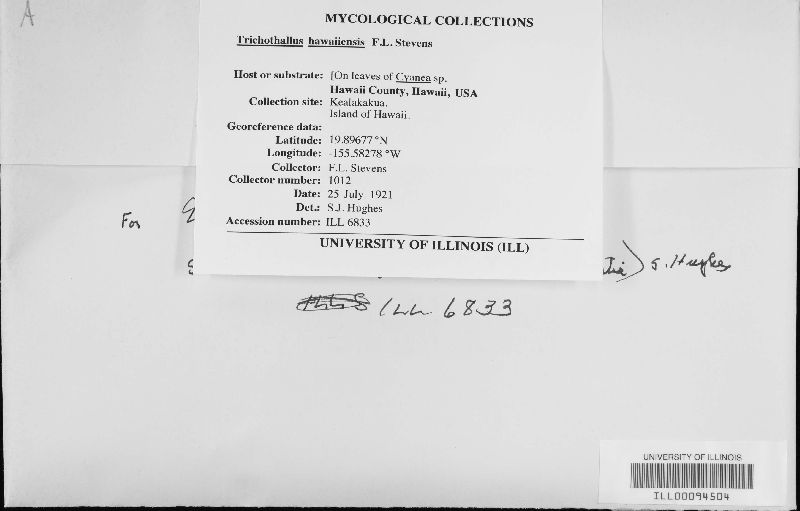 A
MYCOLOGICAL COLLECTIONS
Trichothallus hawaiiensis F.L. Stevens
Host or substrate: [On leaves of Cyanea sp.
Hawaii County, Hawaii, USA
Collection site: Kealakakua,
Island of Hawaii.
Georeference data:
Latitude: 19.89677 °N
Longitude: -155.58278 °W
Collector: F.L. Stevens
Collector number: 1012
Date: 25 July 1921
Det.: S.J. Hughes
Accession number: ILL 6833
UNIVERSITY OF ILLINOIS (ILL)
For
S. Hughes
ILL 6833
UNIVERSITY OF ILLINOIS
ILL00094504